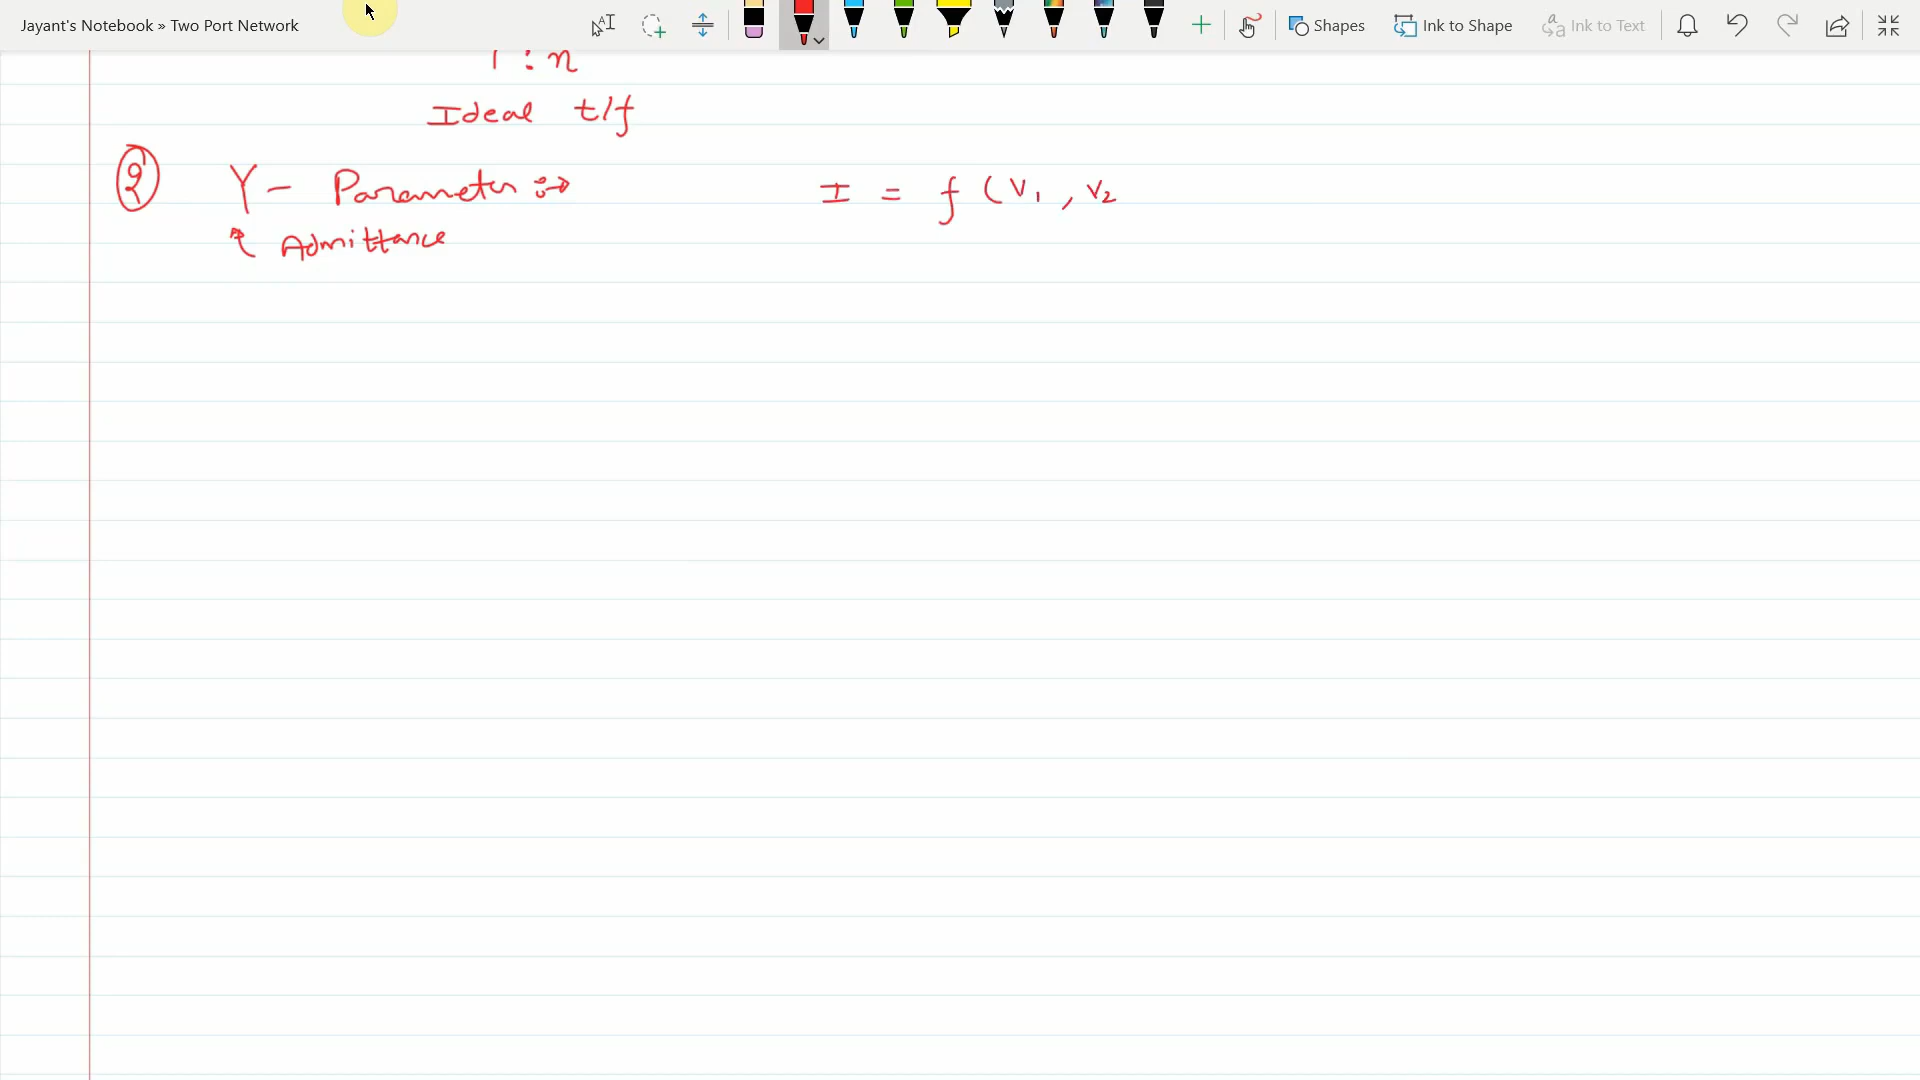 Jayant's Notebook » Two Port Network
Shapes
Ink to Shape
Ink to Text
1 : n
Ideal t/f
② Y- Parameter :→ I = f (V₁ , V₂
Admittance